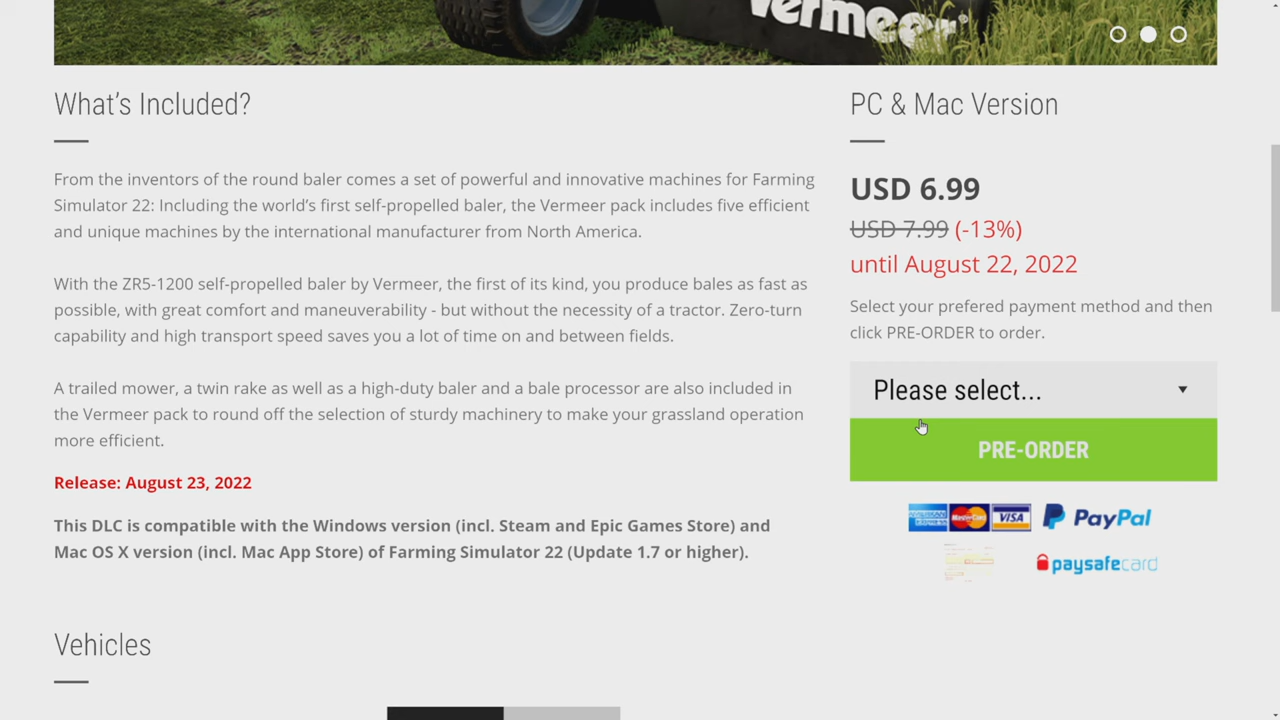 Vermeer®
What's Included?
PC & Mac Version
From the inventors of the round baler comes a set of powerful and innovative machines for Farming
Simulator 22: Including the world's first self-propelled baler, the Vermeer pack includes five efficient
and unique machines by the international manufacturer from North America.
With the ZR5-1200 self-propelled baler by Vermeer, the first of its kind, you produce bales as fast as
possible, with great comfort and maneuverability - but without the necessity of a tractor. Zero-turn
capability and high transport speed saves you a lot of time on and between fields.
A trailed mower, a twin rake as well as a high-duty baler and a bale processor are also included in
the Vermeer pack to round off the selection of sturdy machinery to make your grassland operation
more efficient.
Release: August 23, 2022
This DLC is compatible with the Windows version (incl. Steam and Epic Games Store) and
Mac OS X version (incl. Mac App Store) of Farming Simulator 22 (Update 1.7 or higher).
USD 6.99
USD 7.99 (-13%)
until August 22, 2022
Select your prefered payment method and then
click PRE-ORDER to order.
Please select...
PRE-ORDER
AMERICAN EXPRESS MasterCard VISA PayPal
paysafecard
Vehicles